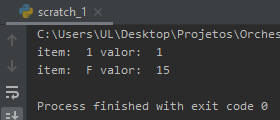 scratch_1
C:\Users\UL\Desktop\Projetos\Orches
item:  1 valor:  1
item:  F valor:  15
Process finished with exit code 0